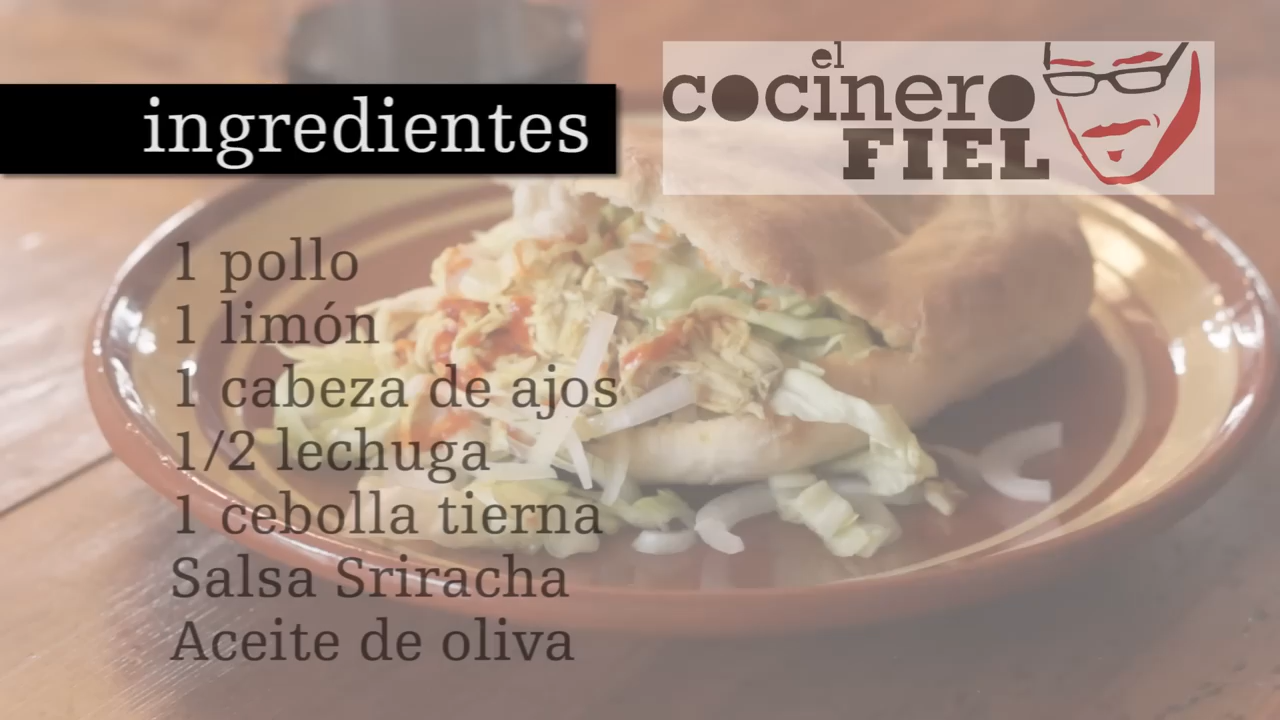 ingredientes
el
cocinero
FIEL
1 pollo
1 limón
1 cabeza de ajos
1/2 lechuga
1 cebolla tierna
Salsa Sriracha
Aceite de oliva